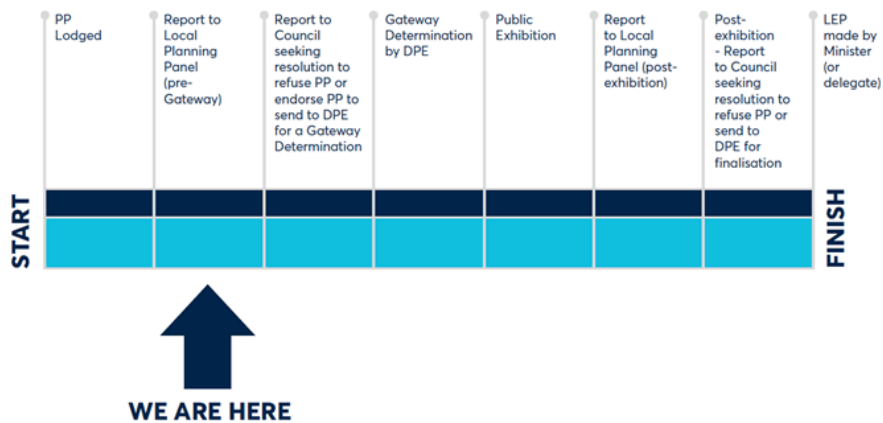 PP
Lodged
Report to
Local
Planning
Panel
(pre-
Gateway)
Report to
Council
seeking
resolution to
refuse PP or
endorse PP to
send to DPE
for a Gateway
Determination
Gateway
Determination
by DPE
Public
Exhibition
Report
to Local
Planning
Panel (post-
exhibition)
Post-
exhibition
- Report
to Council
seeking
resolution to
refuse PP or
send to
DPE for
finalisation
LEP
made by
Minister
(or
delegate)
START
FINISH
WE ARE HERE